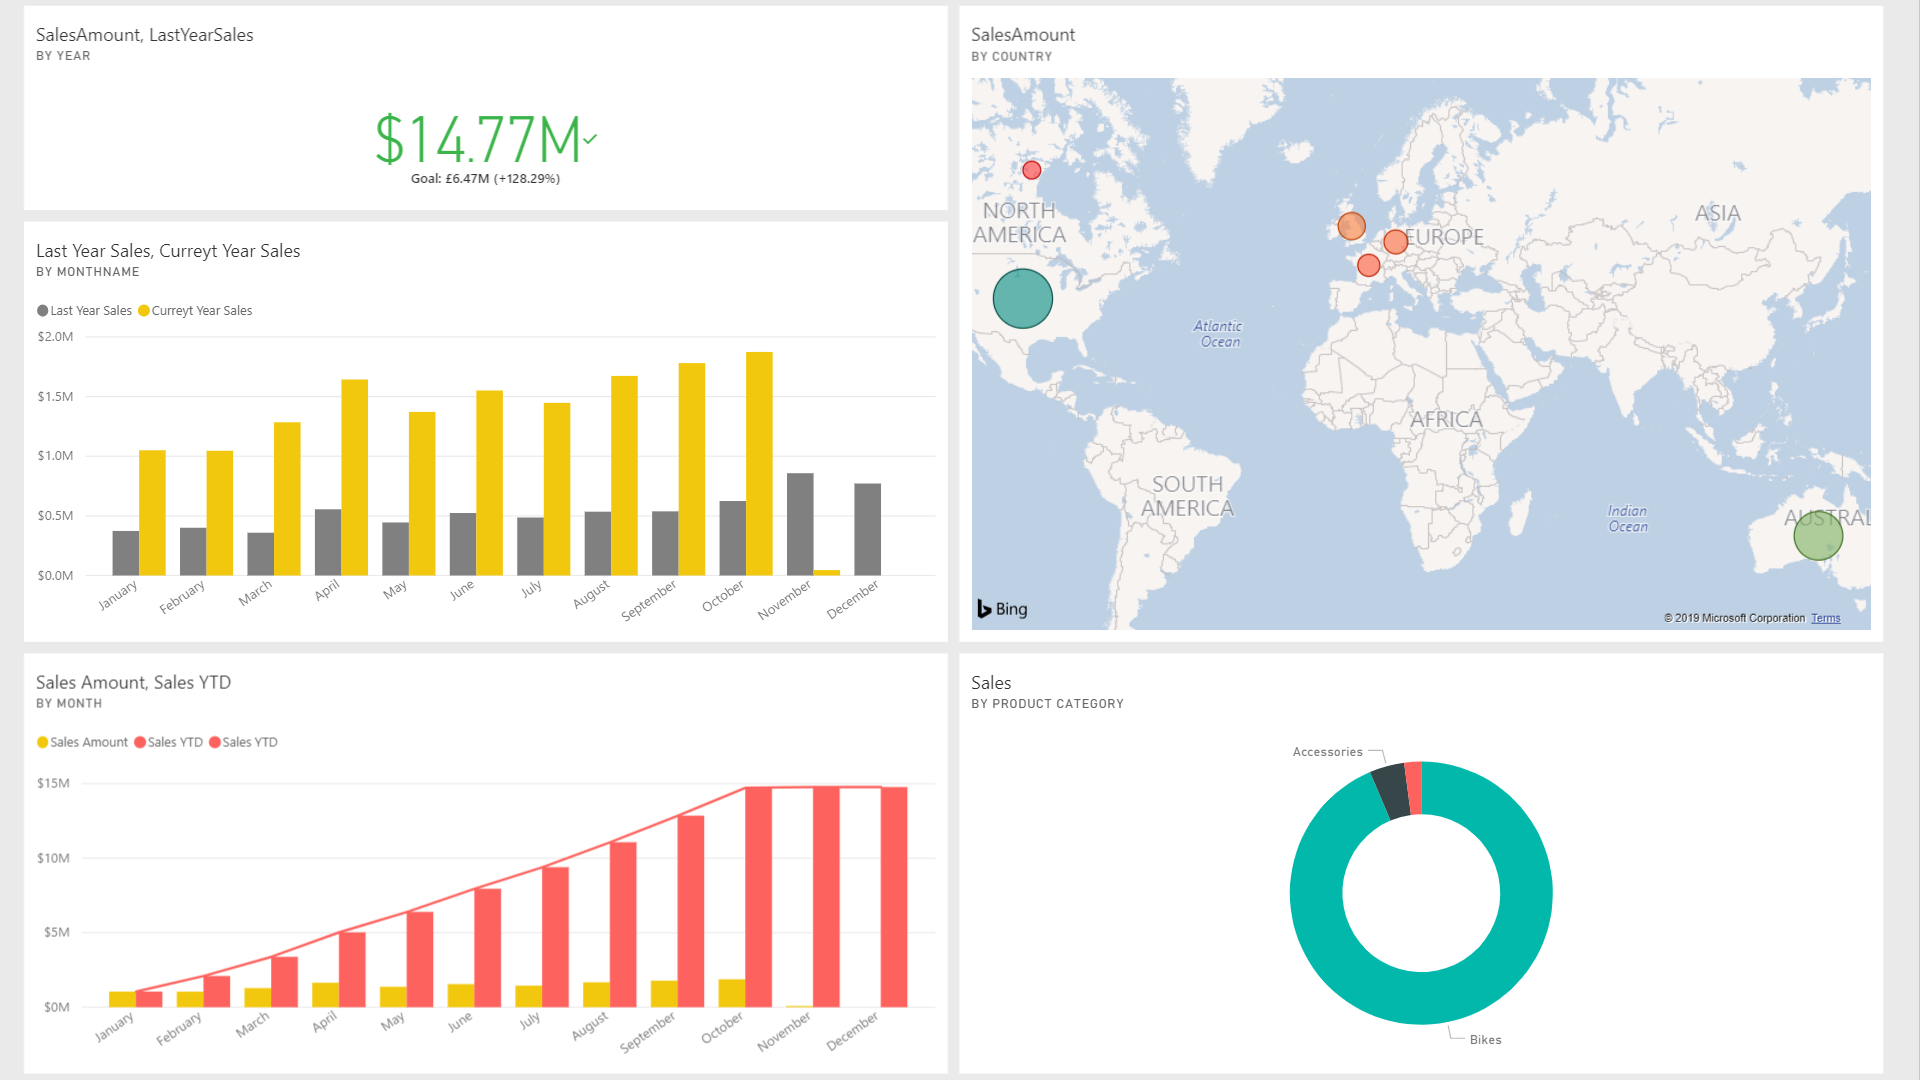 SalesAmount, LastYearSales
BY YEAR
$14.77M
Goal: £6.47M (+128.29%)
Last Year Sales, Curreyt Year Sales
BY MONTHNAME
Last Year Sales Curreyt Year Sales
$2.0M
$1.5M
$1.0M
$0.5M
$0.0M
January February March April May June July August September October November December
Sales Amount, Sales YTD
BY MONTH
Sales Amount Sales YTD Sales YTD
$15M
$10M
$5M
$0M
January February March April May June July August September October November December
SalesAmount
BY COUNTRY
NORTH
AMERICA
EUROPE
ASIA
Atlantic
Ocean
AFRICA
SOUTH
AMERICA
Indian
Ocean
AUSTRAL
Bing
© 2019 Microsoft Corporation Terms
Sales
BY PRODUCT CATEGORY
Accessories
Bikes